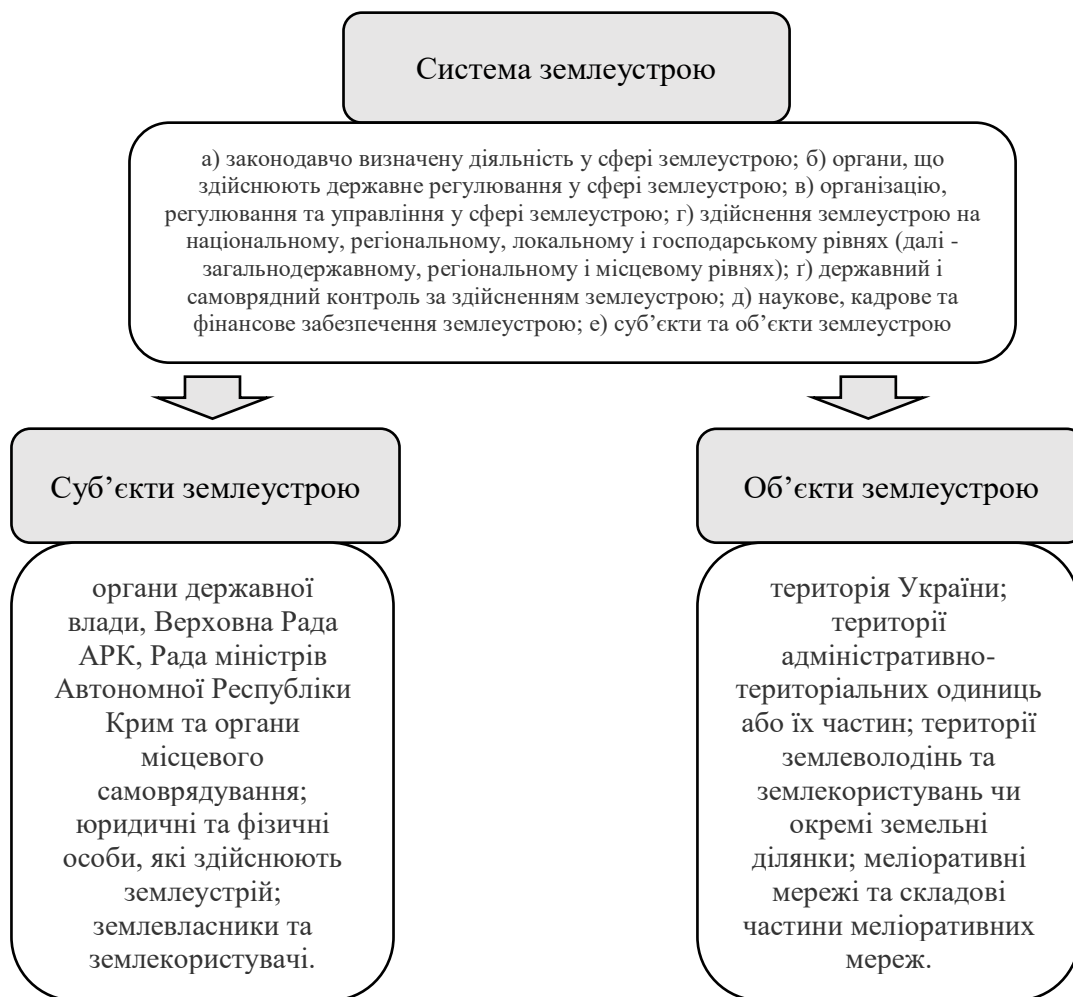 Система землеустрою
а) законодавчо визначену діяльність у сфері землеустрою; б) органи, що
здійснюють державне регулювання у сфері землеустрою; в) організацію,
регулювання та управління у сфері землеустрою; г) здійснення землеустрою на
національному, регіональному, локальному і господарському рівнях (далі -
загальнодержавному, регіональному і місцевому рівнях); ґ) державний і
самоврядний контроль за здійсненням землеустрою; д) наукове, кадрове та
фінансове забезпечення землеустрою; е) суб’єкти та об’єкти землеустрою
Суб’єкти землеустрою
органи державної
влади, Верховна Рада
АРК, Рада міністрів
Автономної Республіки
Крим та органи
місцевого
самоврядування;
юридичні та фізичні
особи, які здійснюють
землеустрій;
землевласники та
землекористувачі.
Об’єкти землеустрою
територія України;
території
адміністративно-
територіальних одиниць
або їх частин; території
землеволодінь та
землекористувань чи
окремі земельні
ділянки; меліоративні
мережі та складові
частини меліоративних
мереж.